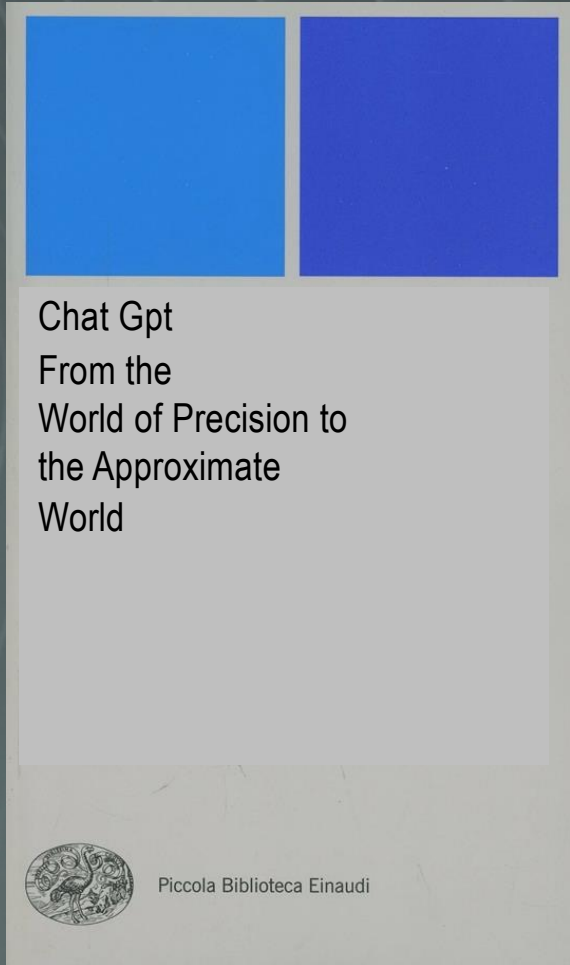 Chat Gpt
From the
World of Precision to
the Approximate
World
Piccola Biblioteca Einaudi